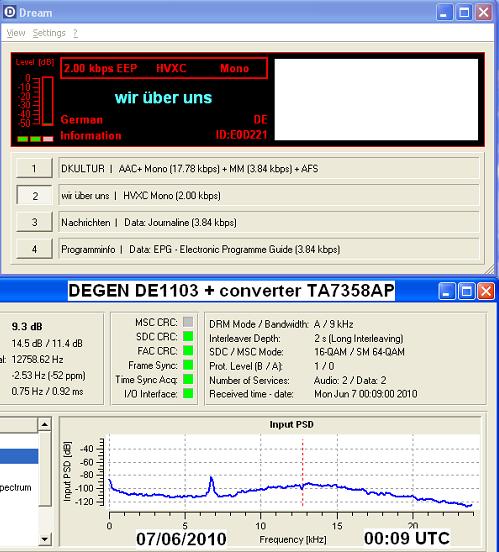 Dream
View Settings ?
Level [dB]
0
-10
-20
-30
-40
-50
2.00 kbps EEP HVXC Mono
wir über uns
German DE
Information ID:E0D221
1 DKULTUR | AAC+ Mono (17.78 kbps) + MM (3.84 kbps) + AFS
2 wir über uns | HVXC Mono (2.00 kbps)
3 Nachrichten | Data: Journaline (3.84 kbps)
4 Programminfo | Data: EPG - Electronic Programme Guide (3.84 kbps)
DEGEN DE1103 + converter TA7358AP
9.3 dB
14.5 dB / 11.4 dB
al: 12758.62 Hz
-2.53 Hz (-52 ppm)
0.75 Hz / 0.92 ms
MSC CRC:
SDC CRC:
FAC CRC:
Frame Sync:
Time Sync Acq:
I/O Interface:
DRM Mode / Bandwidth: A / 9 kHz
Interleaver Depth: 2 s (Long Interleaving)
SDC / MSC Mode: 16-QAM / SM 64-QAM
Prot. Level (B / A): 1 / 0
Number of Services: Audio: 2 / Data: 2
Received time - date: Mon Jun 7 00:09:00 2010
pectrum
Input PSD
Input PSD [dB]
-40
-60
-80
-100
-120
0 5 10 15 20
Frequency [kHz]
07/06/2010
00:09 UTC